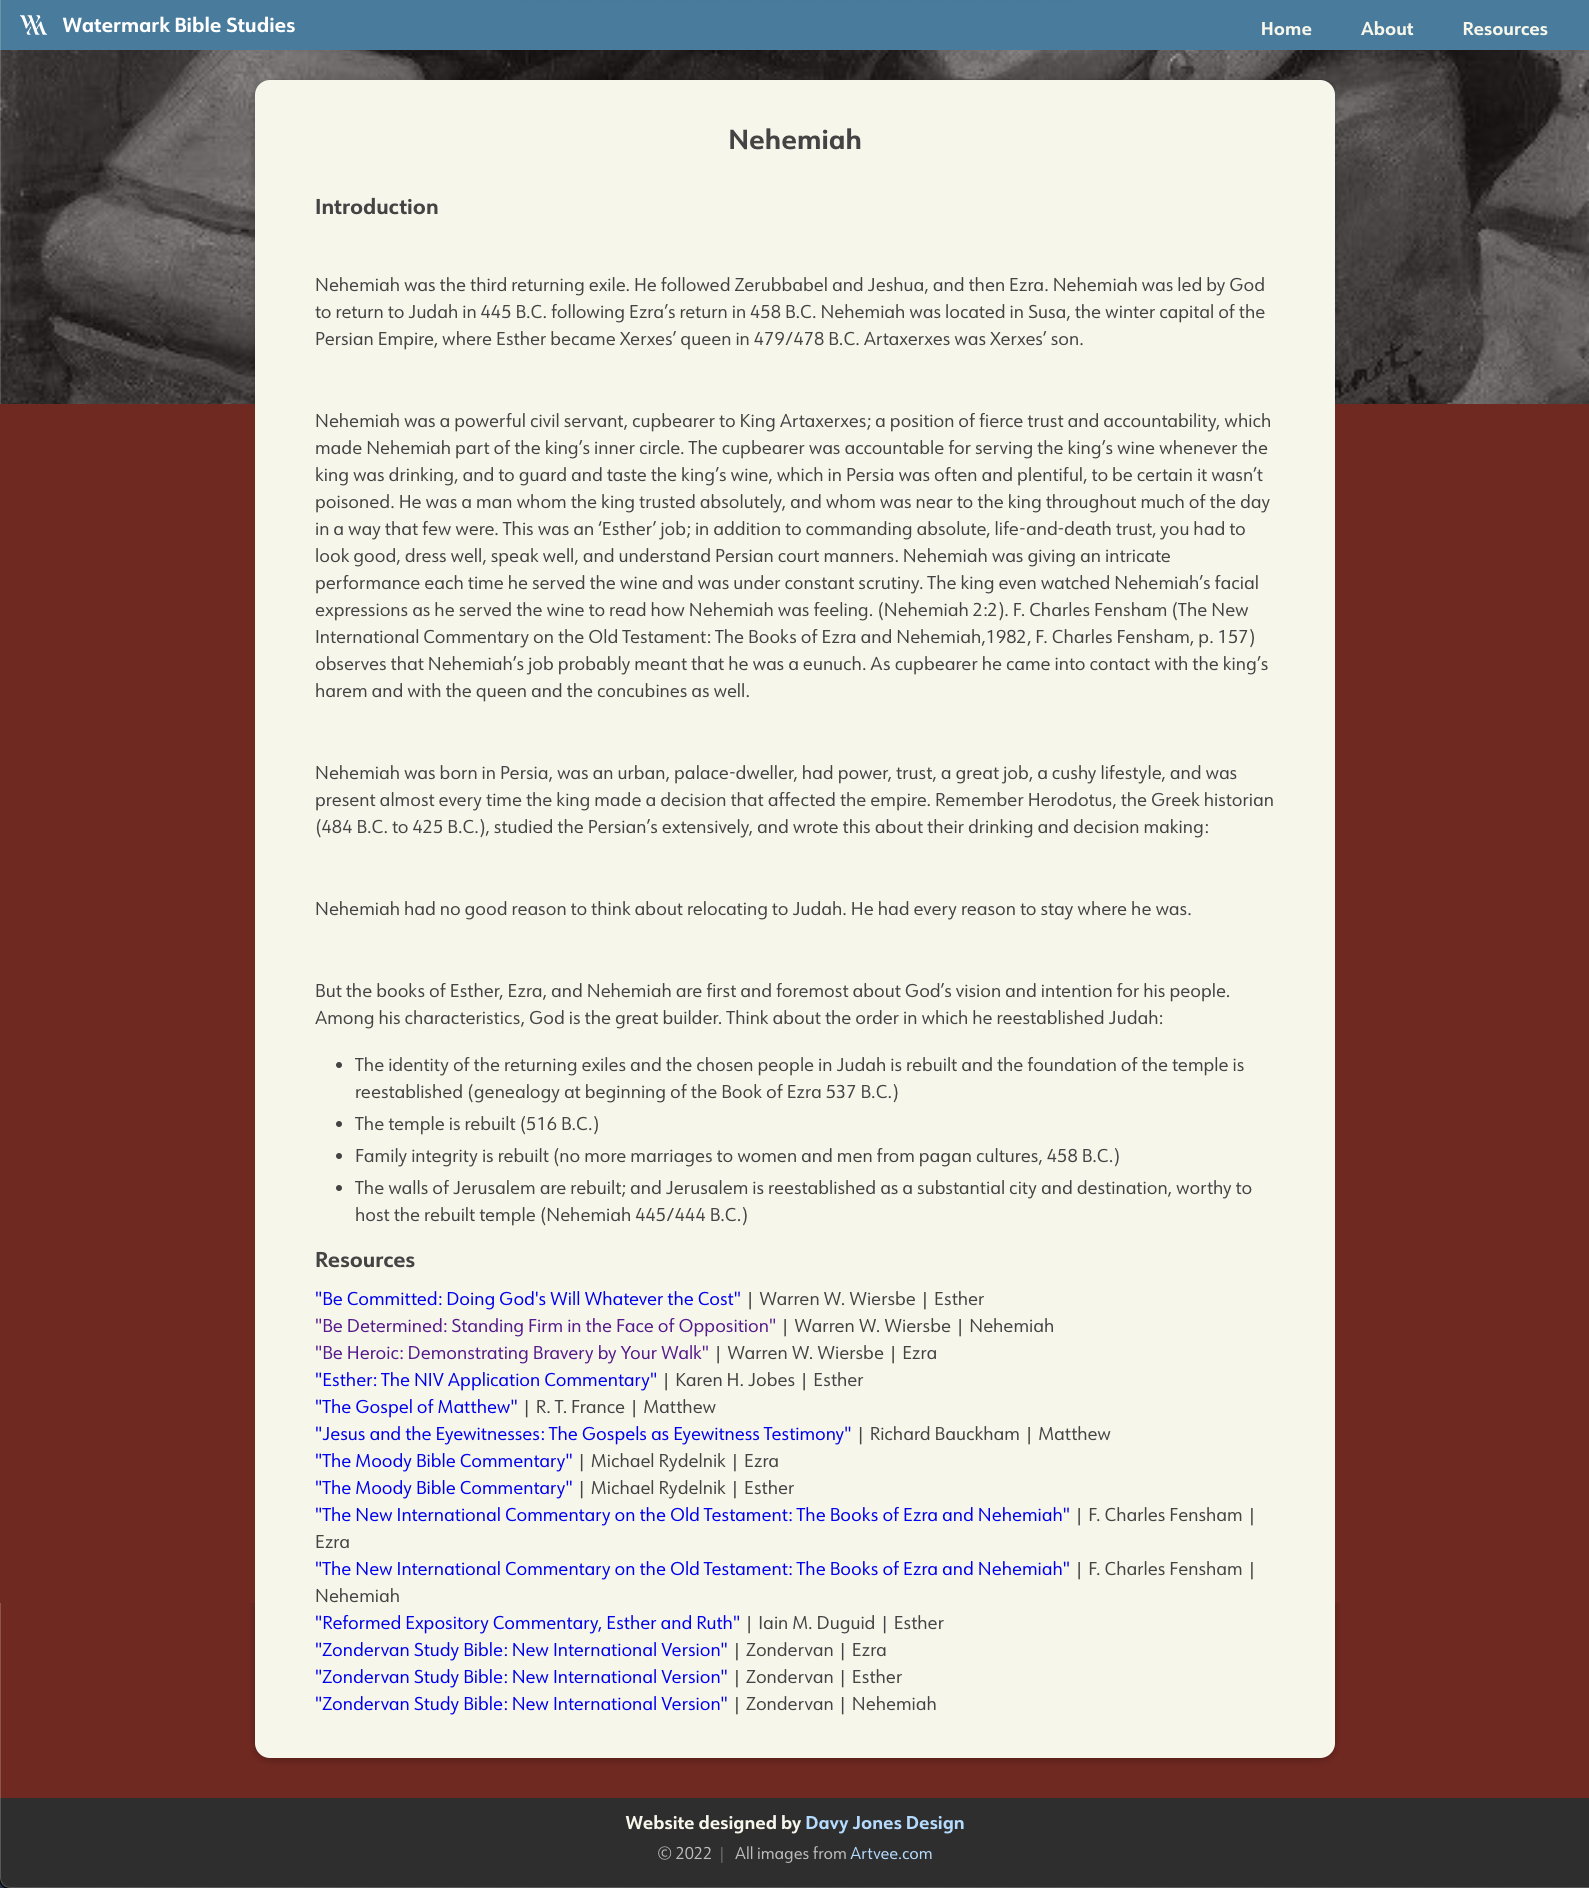 Watermark Bible Studies
Home
About
Resources
Nehemiah
Introduction
Nehemiah was the third returning exile. He followed Zerubbabel and Jeshua, and then Ezra. Nehemiah was led by God
to return to Judah in 445 B.C. following Ezra’s return in 458 B.C. Nehemiah was located in Susa, the winter capital of the
Persian Empire, where Esther became Xerxes’ queen in 479/478 B.C. Artaxerxes was Xerxes’ son.
Nehemiah was a powerful civil servant, cupbearer to King Artaxerxes; a position of fierce trust and accountability, which
made Nehemiah part of the king’s inner circle. The cupbearer was accountable for serving the king’s wine whenever the
king was drinking, and to guard and taste the king’s wine, which in Persia was often and plentiful, to be certain it wasn’t
poisoned. He was a man whom the king trusted absolutely, and whom was near to the king throughout much of the day
in a way that few were. This was an ‘Esther’ job; in addition to commanding absolute, life-and-death trust, you had to
look good, dress well, speak well, and understand Persian court manners. Nehemiah was giving an intricate
performance each time he served the wine and was under constant scrutiny. The king even watched Nehemiah’s facial
expressions as he served the wine to read how Nehemiah was feeling. (Nehemiah 2:2). F. Charles Fensham (The New
International Commentary on the Old Testament: The Books of Ezra and Nehemiah,1982, F. Charles Fensham, p. 157)
observes that Nehemiah’s job probably meant that he was a eunuch. As cupbearer he came into contact with the king’s
harem and with the queen and the concubines as well.
Nehemiah was born in Persia, was an urban, palace-dweller, had power, trust, a great job, a cushy lifestyle, and was
present almost every time the king made a decision that affected the empire. Remember Herodotus, the Greek historian
(484 B.C. to 425 B.C.), studied the Persian’s extensively, and wrote this about their drinking and decision making:
Nehemiah had no good reason to think about relocating to Judah. He had every reason to stay where he was.
But the books of Esther, Ezra, and Nehemiah are first and foremost about God’s vision and intention for his people.
Among his characteristics, God is the great builder. Think about the order in which he reestablished Judah:
• The identity of the returning exiles and the chosen people in Judah is rebuilt and the foundation of the temple is
reestablished (genealogy at beginning of the Book of Ezra 537 B.C.)
• The temple is rebuilt (516 B.C.)
• Family integrity is rebuilt (no more marriages to women and men from pagan cultures, 458 B.C.)
• The walls of Jerusalem are rebuilt; and Jerusalem is reestablished as a substantial city and destination, worthy to
host the rebuilt temple (Nehemiah 445/444 B.C.)
Resources
"Be Committed: Doing God's Will Whatever the Cost" | Warren W. Wiersbe | Esther
"Be Determined: Standing Firm in the Face of Opposition" | Warren W. Wiersbe | Nehemiah
"Be Heroic: Demonstrating Bravery by Your Walk" | Warren W. Wiersbe | Ezra
"Esther: The NIV Application Commentary" | Karen H. Jobes | Esther
"The Gospel of Matthew" | R. T. France | Matthew
"Jesus and the Eyewitnesses: The Gospels as Eyewitness Testimony" | Richard Bauckham | Matthew
"The Moody Bible Commentary" | Michael Rydelnik | Ezra
"The Moody Bible Commentary" | Michael Rydelnik | Esther
"The New International Commentary on the Old Testament: The Books of Ezra and Nehemiah" | F. Charles Fensham |
Ezra
"The New International Commentary on the Old Testament: The Books of Ezra and Nehemiah" | F. Charles Fensham |
Nehemiah
"Reformed Expository Commentary, Esther and Ruth" | Iain M. Duguid | Esther
"Zondervan Study Bible: New International Version" | Zondervan | Ezra
"Zondervan Study Bible: New International Version" | Zondervan | Esther
"Zondervan Study Bible: New International Version" | Zondervan | Nehemiah
Website designed by Davy Jones Design
© 2022 | All images from Artvee.com